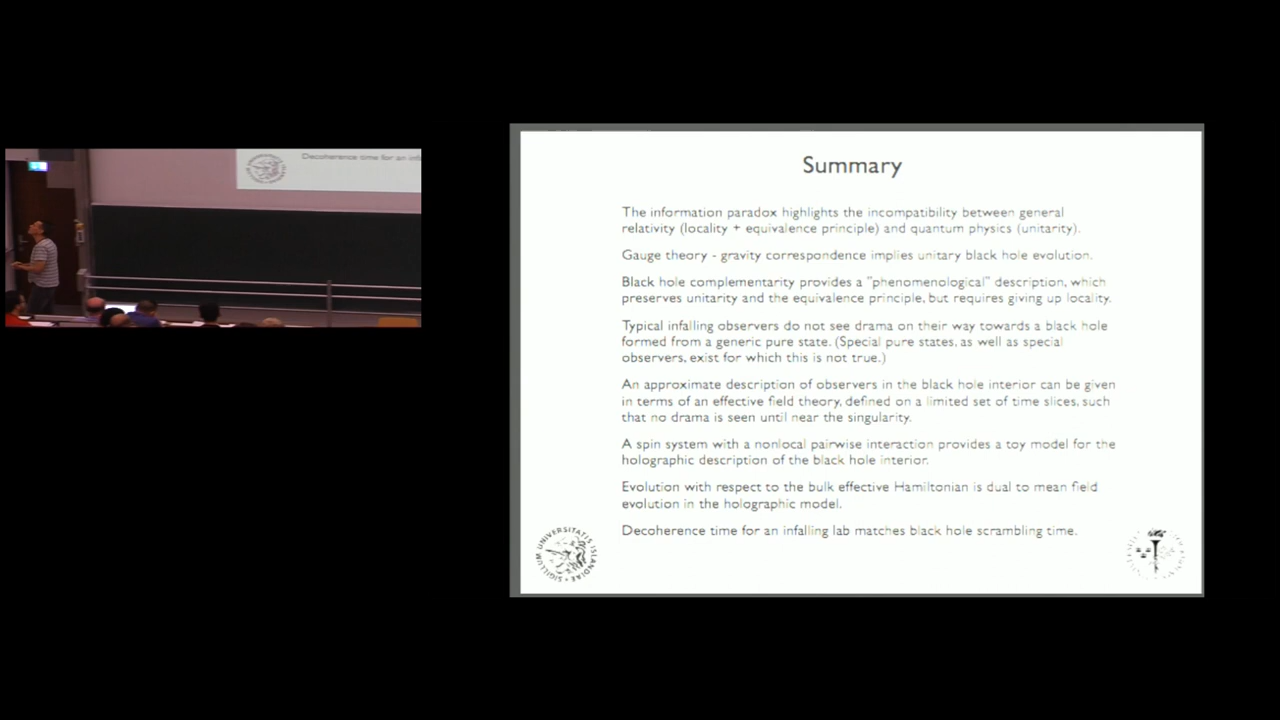 Decoherence time for an inf
Summary
The information paradox highlights the incompatibility between general
relativity (locality + equivalence principle) and quantum physics (unitarity).
Gauge theory - gravity correspondence implies unitary black hole evolution.
Black hole complementarity provides a "phenomenological" description, which
preserves unitarity and the equivalence principle, but requires giving up locality.
Typical infalling observers do not see drama on their way towards a black hole
formed from a generic pure state. (Special pure states, as well as special
observers, exist for which this is not true.)
An approximate description of observers in the black hole interior can be given
in terms of an effective field theory, defined on a limited set of time slices, such
that no drama is seen until near the singularity.
A spin system with a nonlocal pairwise interaction provides a toy model for the
holographic description of the black hole interior.
Evolution with respect to the bulk effective Hamiltonian is dual to mean field
evolution in the holographic model.
Decoherence time for an infalling lab matches black hole scrambling time.
SIGILLUM UNIVERSITATIS ISLANDIAE